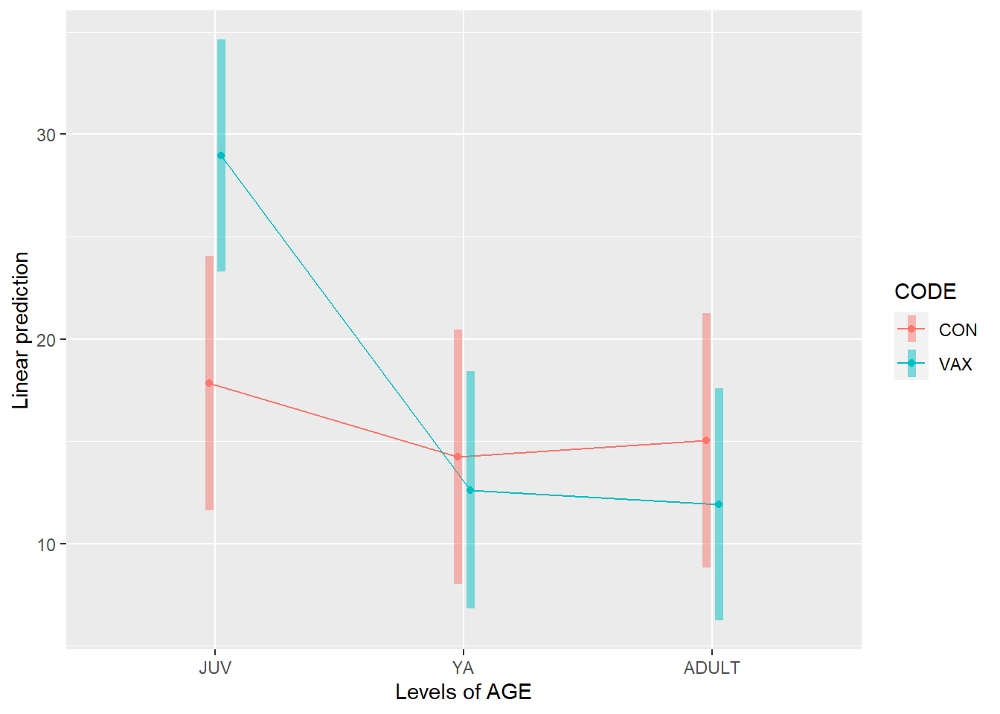 Linear prediction
30
20
10
JUV
YA
ADULT
Levels of AGE
CODE
CON
VAX